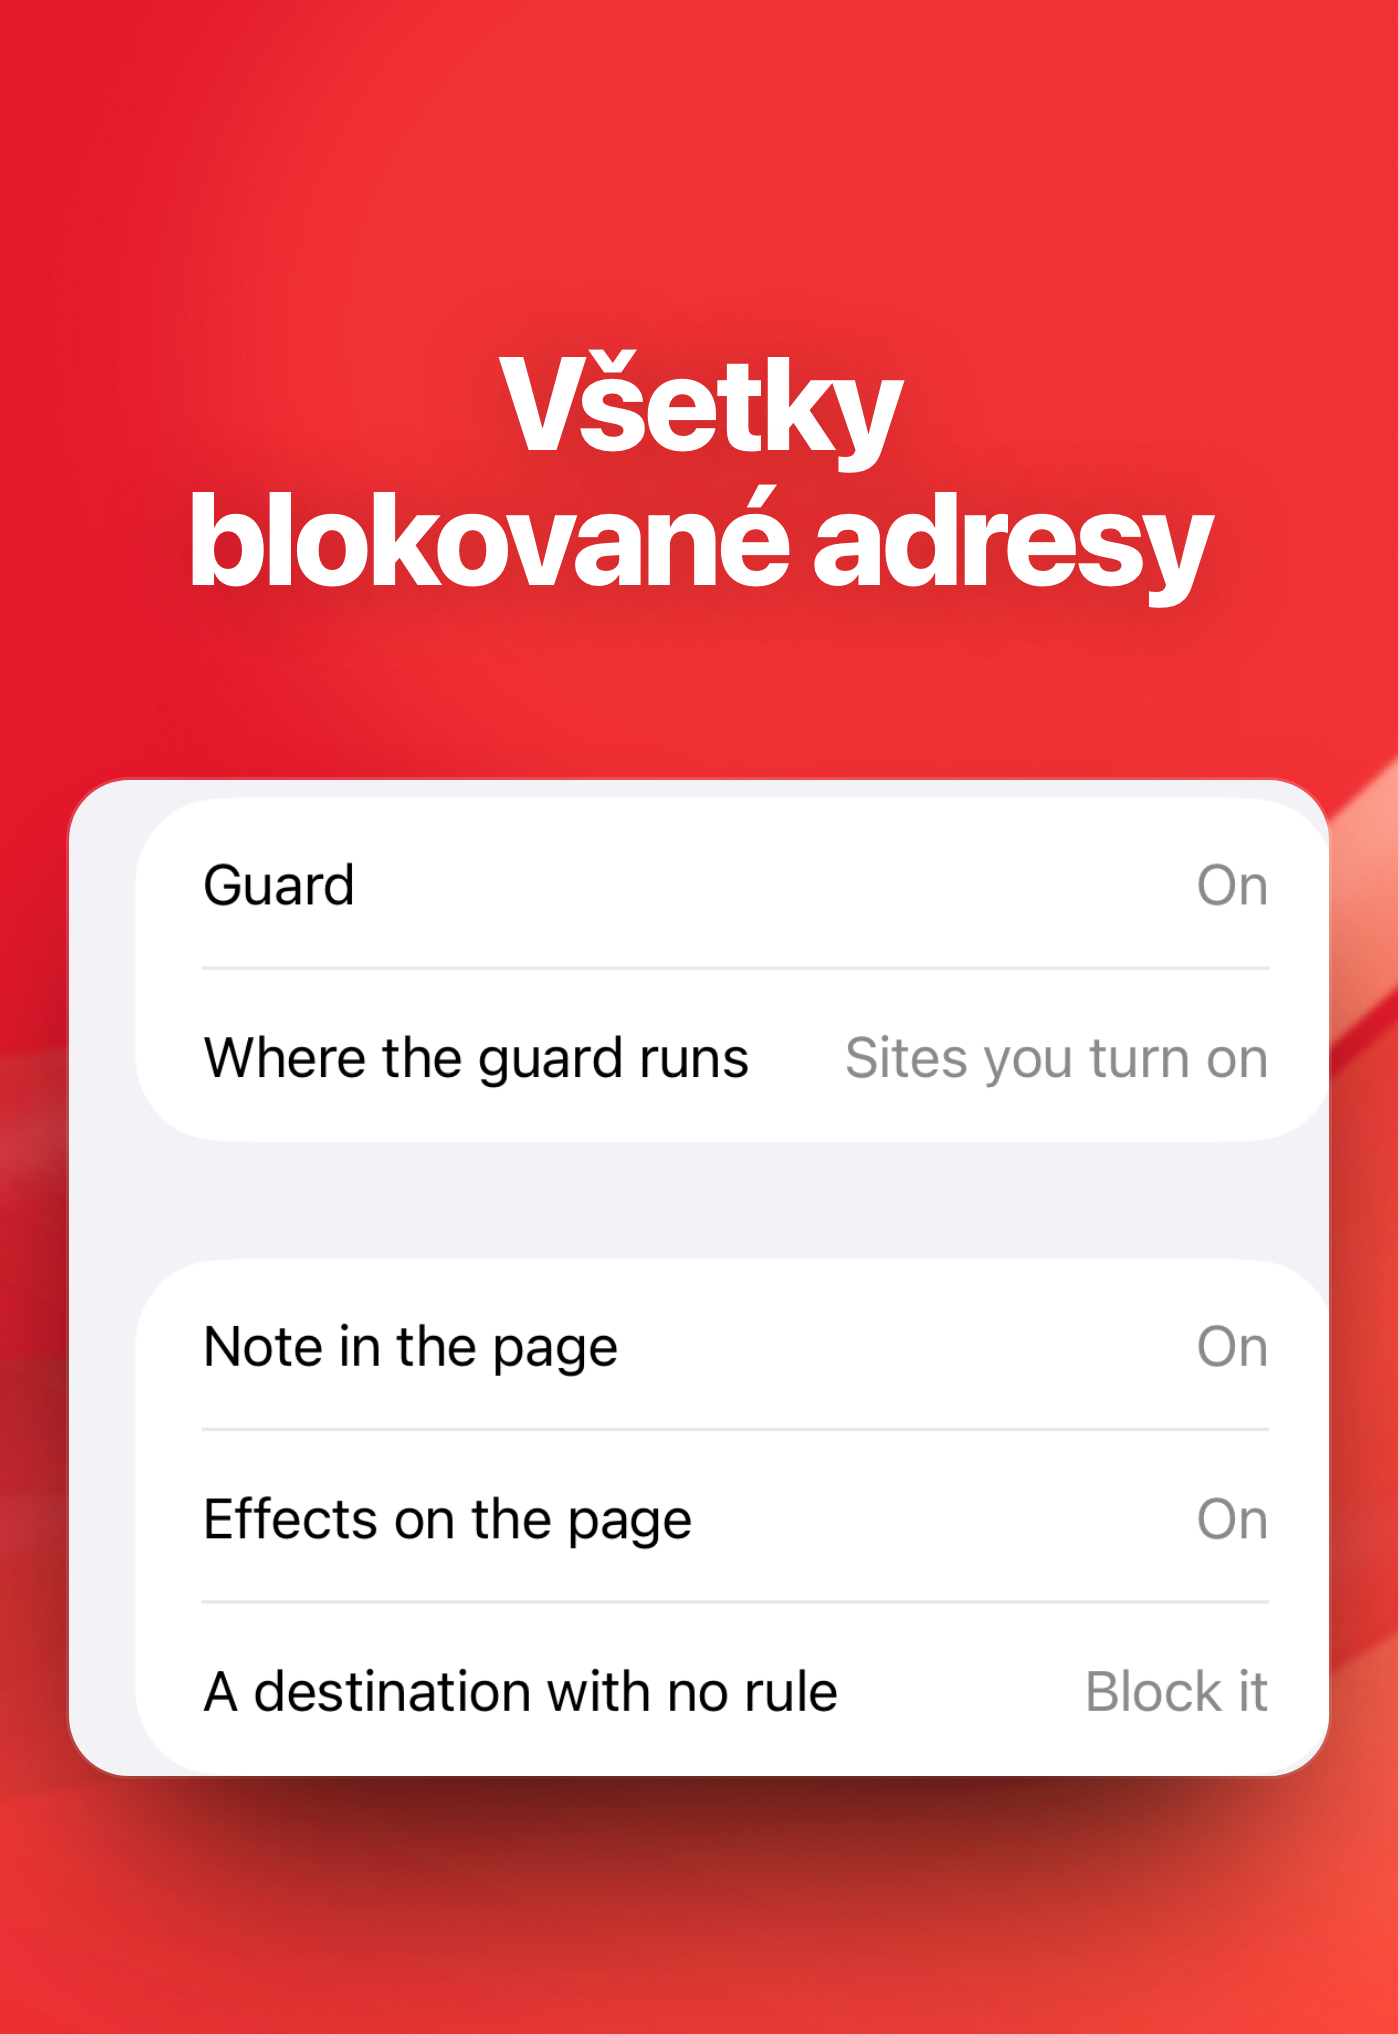 Všetky
blokované adresy
Guard On
Where the guard runs Sites you turn on
Note in the page On
Effects on the page On
A destination with no rule Block it